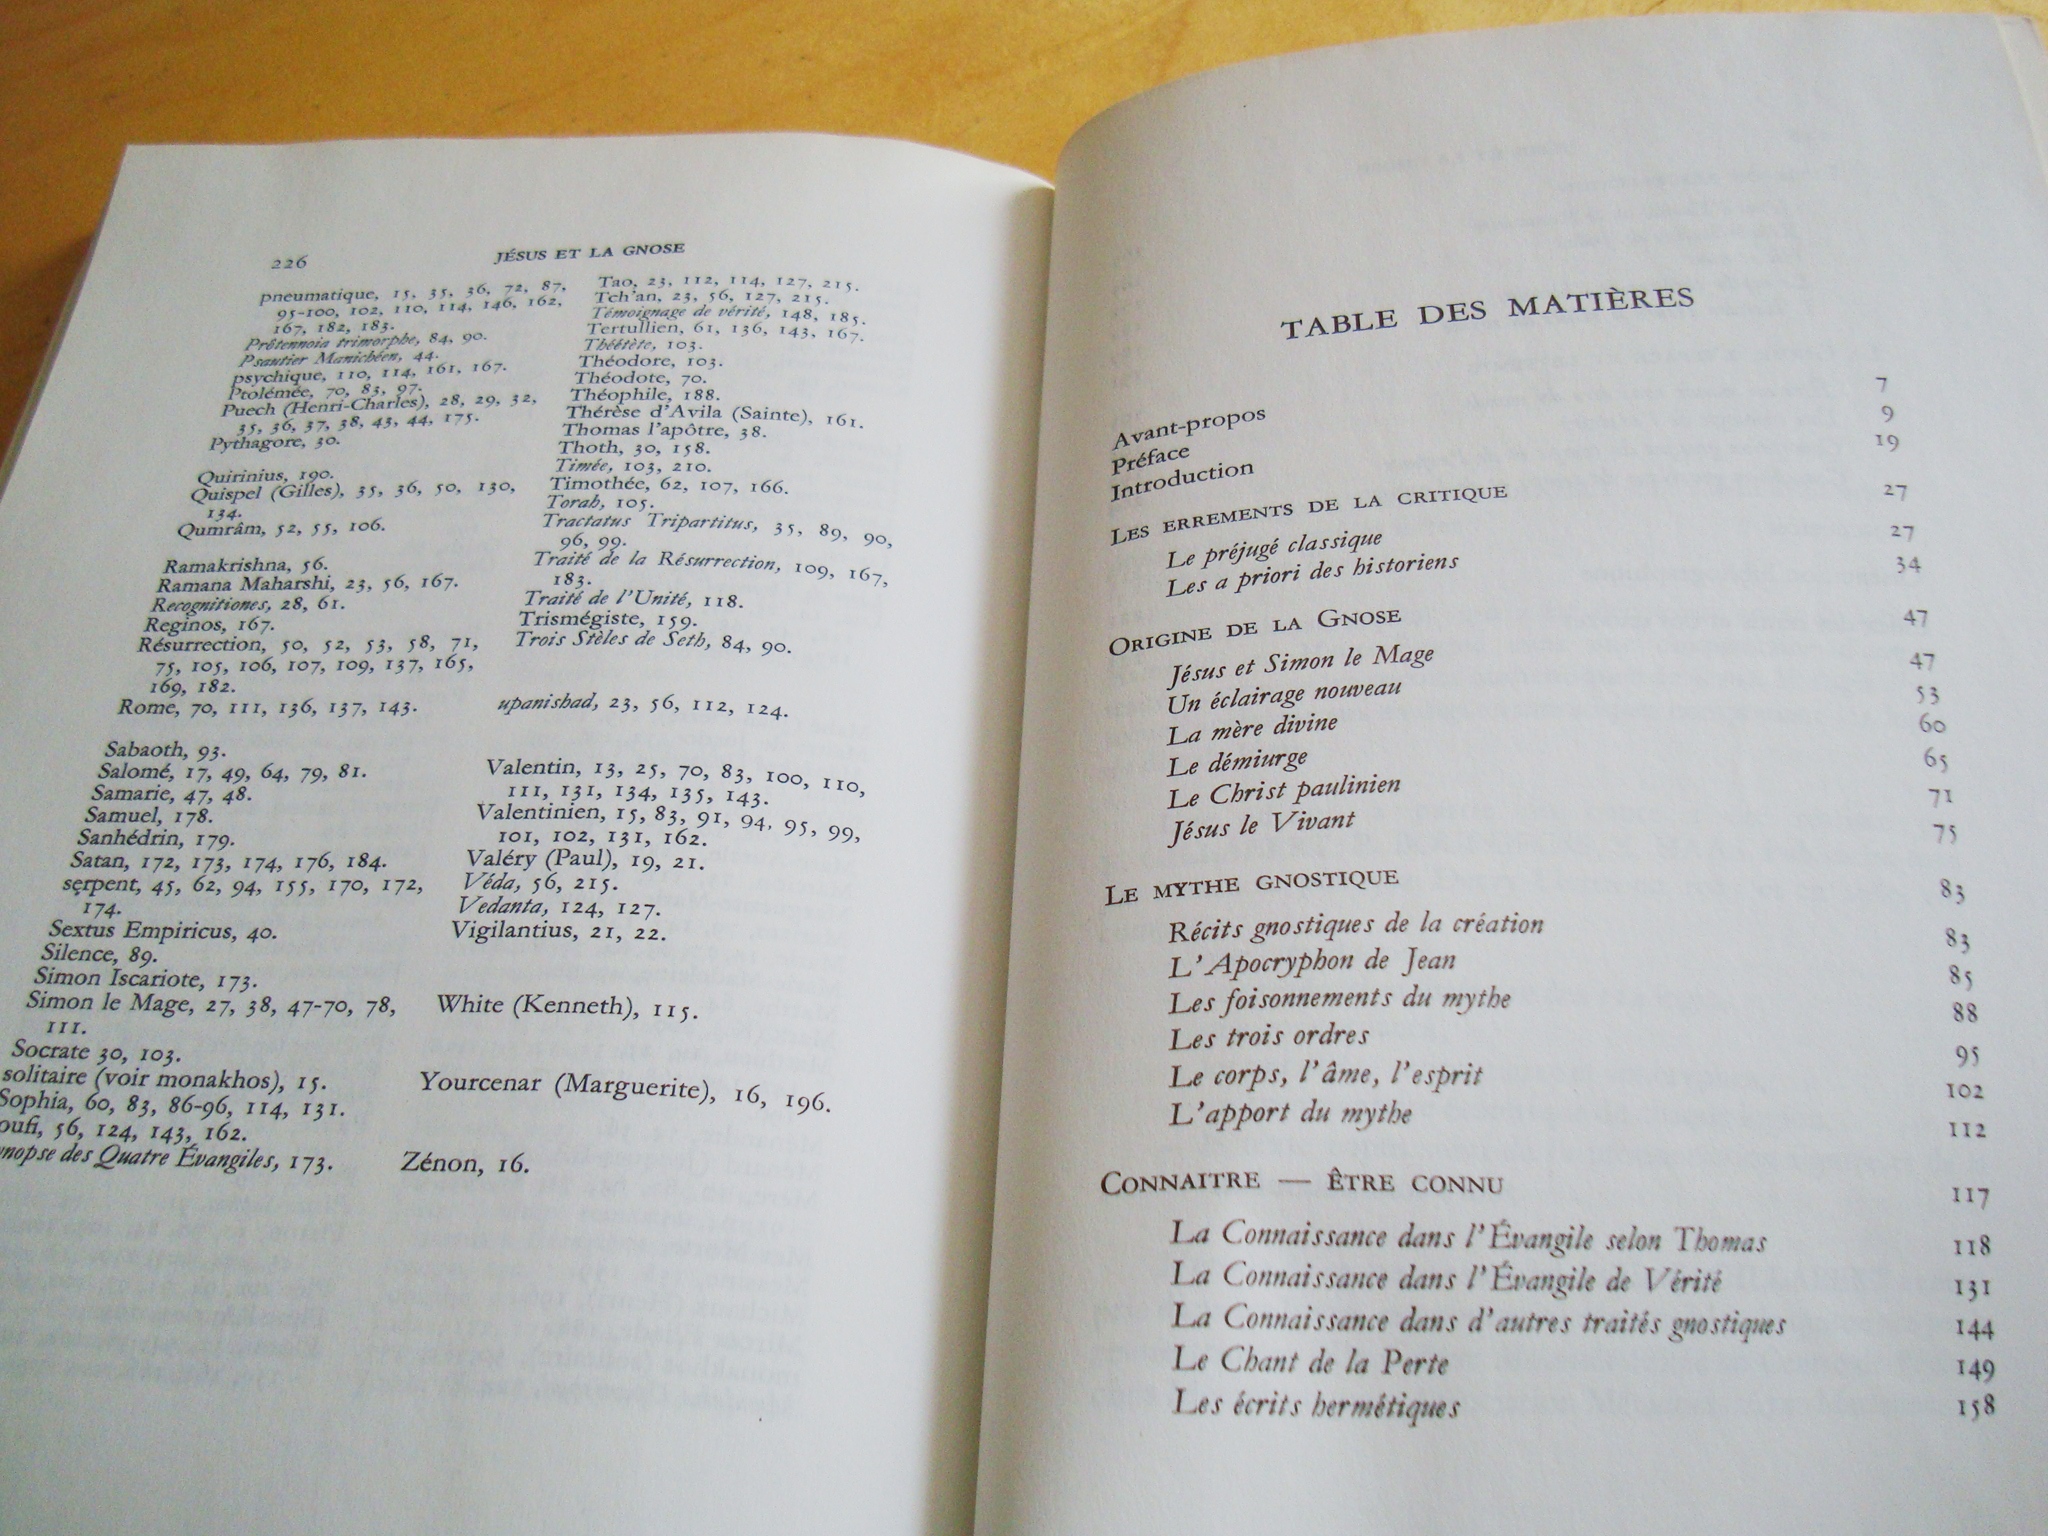 226
JÉSUS ET LA GNOSE
pneumatique, 15, 35, 36, 72, 87,
95-100, 102, 110, 114, 146, 162,
167, 182, 183.
Prôtennoia trimorphe, 84, 90.
Psautier Manichéen, 44.
psychique, 110, 114, 161, 167.
Ptolémée, 70, 83, 97.
Puech (Henri-Charles), 28, 29, 32,
35, 36, 37, 38, 43, 44, 175.
Pythagore, 30.
Quirinius, 190.
Quispel (Gilles), 35, 36, 50, 130,
134.
Qumrâm, 52, 55, 106.
Ramakrishna, 56.
Ramana Maharshi, 23, 56, 167.
Recognitiones, 28, 61.
Reginos, 167.
Résurrection, 50, 52, 53, 58, 71,
75, 105, 106, 107, 109, 137, 165,
169, 182.
Rome, 70, 111, 136, 137, 143.
Sabaoth, 93.
Salomé, 17, 49, 64, 79, 81.
Samarie, 47, 48.
Samuel, 178.
Sanhédrin, 179.
Satan, 172, 173, 174, 176, 184.
serpent, 45, 62, 94, 155, 170, 172,
174.
Sextus Empiricus, 40.
Silence, 89.
Simon Iscariote, 173.
Simon le Mage, 27, 38, 47-70, 78,
111.
Socrate 30, 103.
solitaire (voir monakhos), 15.
Sophia, 60, 83, 86-96, 114, 131.
oufi, 56, 124, 143, 162.
nopse des Quatre Évangiles, 173.
Tao, 23, 112, 114, 127, 215.
Tch'an, 23, 56, 127, 215.
Témoignage de vérité, 148, 185.
Tertullien, 61, 136, 143, 167.
Théétète, 103.
Théodore, 103.
Théodote, 70.
Théophile, 188.
Thérèse d'Avila (Sainte), 161.
Thomas l'apôtre, 38.
Thoth, 30, 158.
Timée, 103, 210.
Timothée, 62, 107, 166.
Torah, 105.
Tractatus Tripartitus, 35, 89, 90,
96, 99.
Traité de la Résurrection, 109, 167,
183.
Traité de l'Unité, 118.
Trismégiste, 159.
Trois Stèles de Seth, 84, 90.
upanishad, 23, 56, 112, 124.
Valentin, 13, 25, 70, 83, 100, 110,
111, 131, 134, 135, 143.
Valentinien, 15, 83, 91, 94, 95, 99,
101, 102, 131, 162.
Valéry (Paul), 19, 21.
Véda, 56, 215.
Vedanta, 124, 127.
Vigilantius, 21, 22.
White (Kenneth), 115.
Yourcenar (Marguerite), 16, 196.
Zénon, 16.
TABLE DES MATIÈRES
Avant-propos 7
Préface 9
Introduction 19
LES ERREMENTS DE LA CRITIQUE 27
Le préjugé classique 27
Les a priori des historiens 34
ORIGINE DE LA GNOSE 47
Jésus et Simon le Mage 47
Un éclairage nouveau 53
La mère divine 60
Le démiurge 65
Le Christ paulinien 71
Jésus le Vivant 75
LE MYTHE GNOSTIQUE 83
Récits gnostiques de la création 83
L'Apocryphon de Jean 85
Les foisonnements du mythe 88
Les trois ordres 95
Le corps, l'âme, l'esprit 102
L'apport du mythe 112
CONNAITRE — ÊTRE CONNU 117
La Connaissance dans l'Évangile selon Thomas 118
La Connaissance dans l'Évangile de Vérité 131
La Connaissance dans d'autres traités gnostiques 144
Le Chant de la Perte 149
Les écrits hermétiques 158